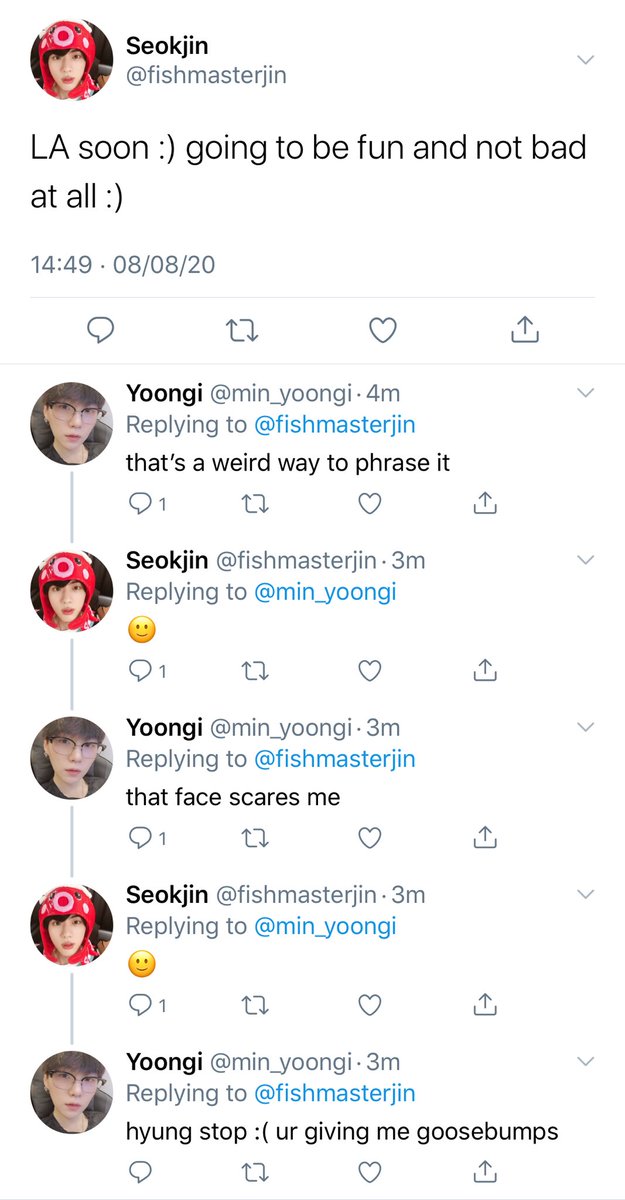 Seokjin
@fishmasterjin
LA soon :) going to be fun and not bad
at all :)
14:49 · 08/08/20
Yoongi @min_yoongi · 4m
Replying to @fishmasterjin
that’s a weird way to phrase it
1
Seokjin @fishmasterjin · 3m
Replying to @min_yoongi
🙂
1
Yoongi @min_yoongi · 3m
Replying to @fishmasterjin
that face scares me
1
Seokjin @fishmasterjin · 3m
Replying to @min_yoongi
🙂
1
Yoongi @min_yoongi · 3m
Replying to @fishmasterjin
hyung stop :( ur giving me goosebumps